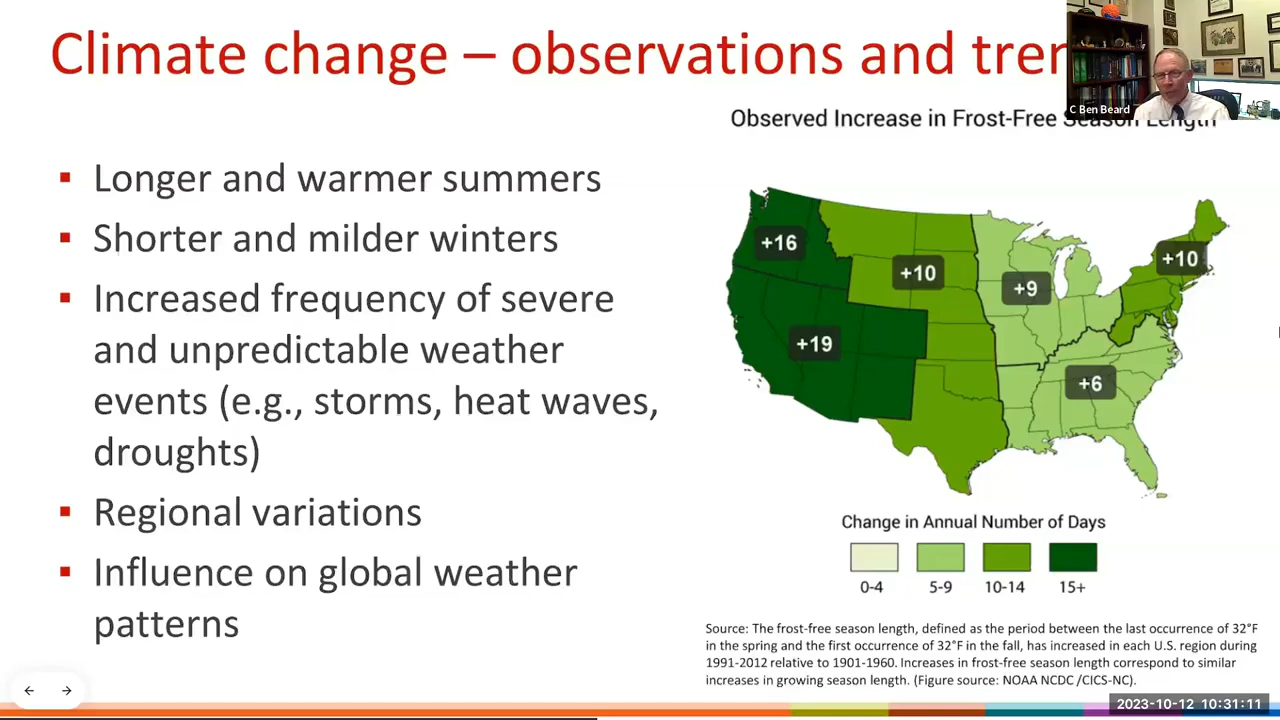 Climate change – observations and tren
C Ben Beard
Observed Increase in Frost-Free Season Length
▪ Longer and warmer summers
▪ Shorter and milder winters
▪ Increased frequency of severe
and unpredictable weather
events (e.g., storms, heat waves,
droughts)
▪ Regional variations
▪ Influence on global weather
patterns
+16
+10
+10
+9
+19
+6
Change in Annual Number of Days
0-4 5-9 10-14 15+
Source: The frost-free season length, defined as the period between the last occurrence of 32°F
in the spring and the first occurrence of 32°F in the fall, has increased in each U.S. region during
1991-2012 relative to 1901-1960. Increases in frost-free season length correspond to similar
increases in growing season length. (Figure source: NOAA NCDC /CICS-NC).
2023-10-12 10:31:11